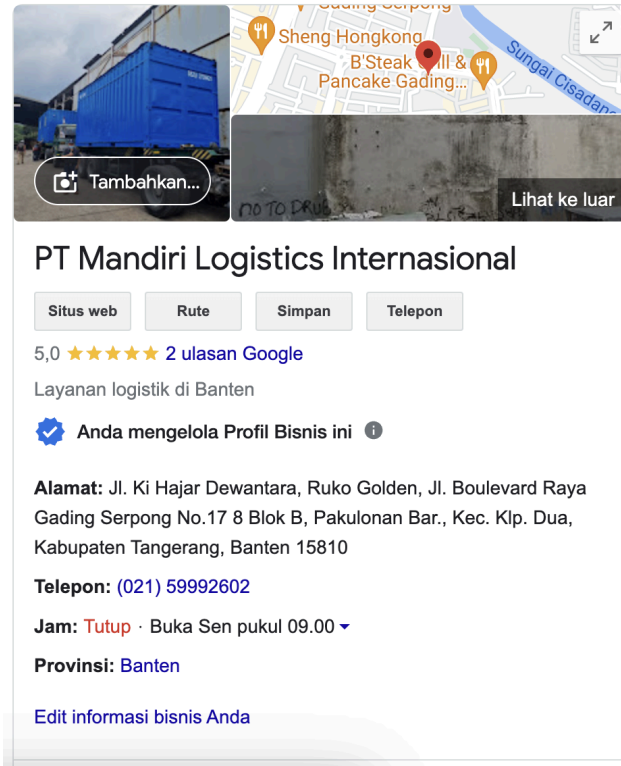 Gading Serpong
Sheng Hongkong
B'Steak ill &
Pancake Gading...
Sungai Cisadane
Tambahkan...
NO TO DRUG
Lihat ke luar
PT Mandiri Logistics Internasional
Situs web
Rute
Simpan
Telepon
5,0 2 ulasan Google
Layanan logistik di Banten
Anda mengelola Profil Bisnis ini
Alamat: Jl. Ki Hajar Dewantara, Ruko Golden, Jl. Boulevard Raya
Gading Serpong No.17 8 Blok B, Pakulonan Bar., Kec. Klp. Dua,
Kabupaten Tangerang, Banten 15810
Telepon: (021) 59992602
Jam: Tutup · Buka Sen pukul 09.00
Provinsi: Banten
Edit informasi bisnis Anda